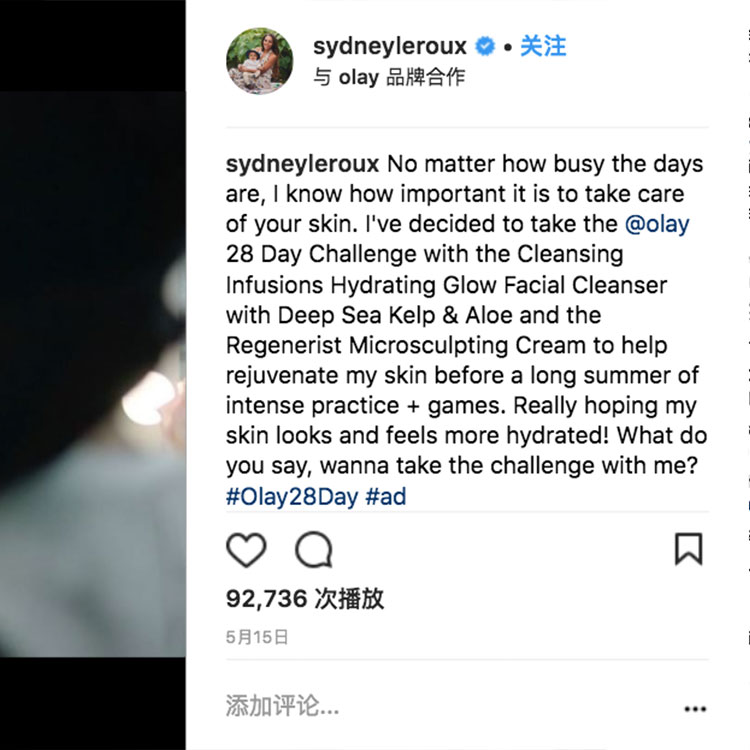 sydneyleroux • 关注
与 olay 品牌合作
sydneyleroux No matter how busy the days
are, I know how important it is to take care
of your skin. I've decided to take the @olay
28 Day Challenge with the Cleansing
Infusions Hydrating Glow Facial Cleanser
with Deep Sea Kelp & Aloe and the
Regenerist Microsculpting Cream to help
rejuvenate my skin before a long summer of
intense practice + games. Really hoping my
skin looks and feels more hydrated! What do
you say, wanna take the challenge with me?
#Olay28Day #ad
92,736 次播放
5月15日
添加评论...